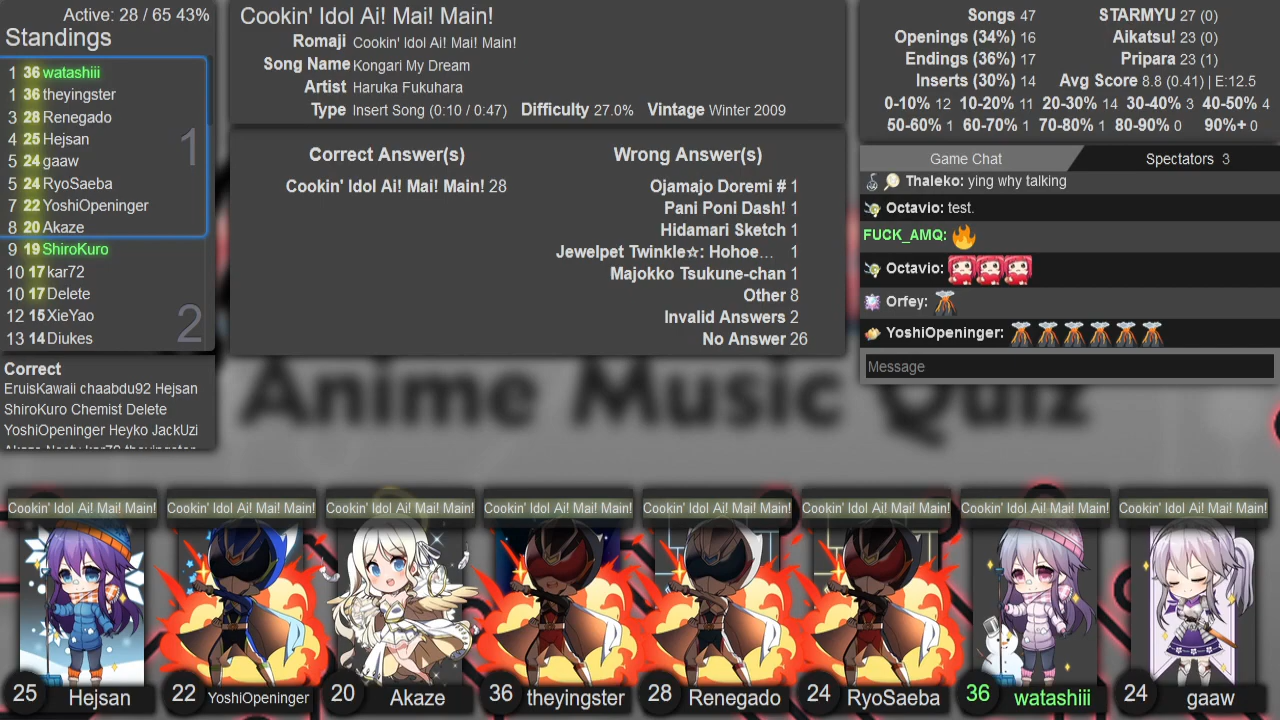 Active: 28 / 65 43%
Standings
1 36 watashiii
1 36 theyingster
3 28 Renegado
4 25 Hejsan
5 24 gaaw
5 24 RyoSaeba
7 22 YoshiOpeninger
8 20 Akaze
1
9 19 ShiroKuro
10 17 kar72
10 17 Delete
12 15 XieYao
13 14 Diukes
2
Correct
EruisKawaii chaabdu92 Hejsan
ShiroKuro Chemist Delete
YoshiOpeninger Heyko JackUzi
Cookin' Idol Ai! Mai! Main!
Romaji Cookin' Idol Ai! Mai! Main!
Song Name Kongari My Dream
Artist Haruka Fukuhara
Type Insert Song (0:10 / 0:47) Difficulty 27.0% Vintage Winter 2009
Correct Answer(s)
Cookin' Idol Ai! Mai! Main! 28
Wrong Answer(s)
Ojamajo Doremi # 1
Pani Poni Dash! 1
Hidamari Sketch 1
Jewelpet Twinkle☆: Hohoe... 1
Majokko Tsukune-chan 1
Other 8
Invalid Answers 2
No Answer 26
Songs 47 STARMYU 27 (0)
Openings (34%) 16 Aikatsu! 23 (0)
Endings (36%) 17 Pripara 23 (1)
Inserts (30%) 14 Avg Score 8.8 (0.41) | E:12.5
0-10% 12 10-20% 11 20-30% 14 30-40% 3 40-50% 4
50-60% 1 60-70% 1 70-80% 1 80-90% 0 90%+ 0
Game Chat Spectators 3
Thaleko: ying why talking
Octavio: test.
FUCK_AMQ:
Octavio:
Orfey:
YoshiOpeninger:
Message
Anime Music Quiz
Cookin' Idol Ai! Mai! Main! Cookin' Idol Ai! Mai! Main! Cookin' Idol Ai! Mai! Main! Cookin' Idol Ai! Mai! Main! Cookin' Idol Ai! Mai! Main! Cookin' Idol Ai! Mai! Main! Cookin' Idol Ai! Mai! Main! Cookin' Idol Ai! Mai! Main!
25 Hejsan 22 YoshiOpeninger 20 Akaze 36 theyingster 28 Renegado 24 RyoSaeba 36 watashiii 24 gaaw